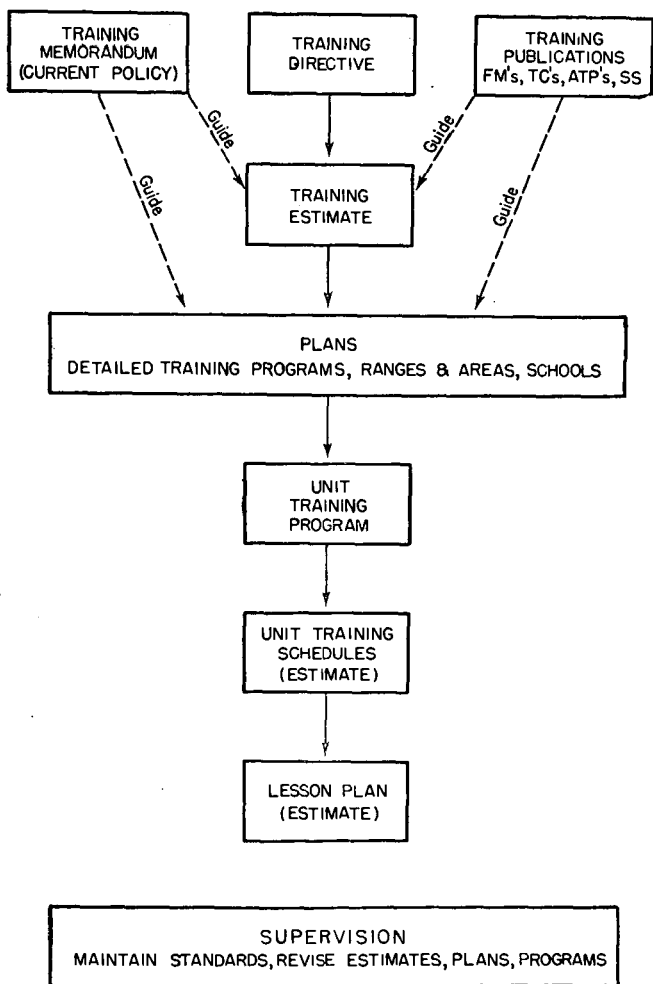 TRAINING
MEMORANDUM
(CURRENT POLICY)
TRAINING
DIRECTIVE
TRAINING
PUBLICATIONS
FM's, TC's, ATP's, SS
Guide
Guide
Guide
Guide
TRAINING
ESTIMATE
PLANS
DETAILED TRAINING PROGRAMS, RANGES & AREAS, SCHOOLS
UNIT
TRAINING
PROGRAM
UNIT TRAINING
SCHEDULES
(ESTIMATE)
LESSON PLAN
(ESTIMATE)
SUPERVISION
MAINTAIN STANDARDS, REVISE ESTIMATES, PLANS, PROGRAMS